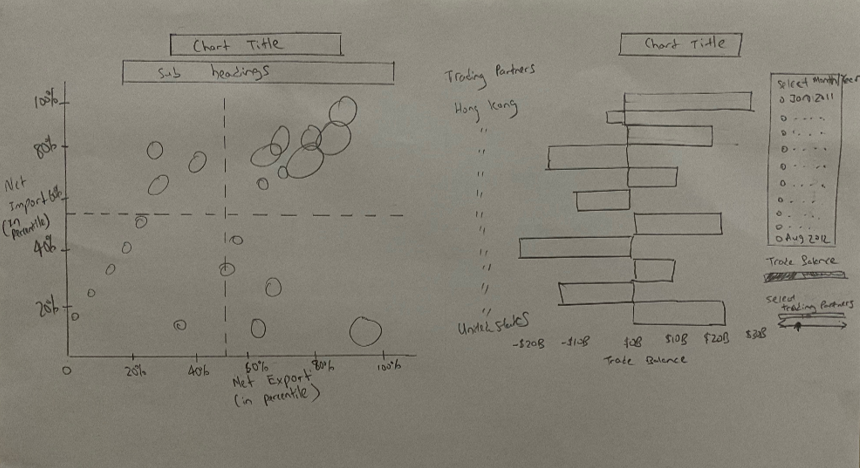 Chart Title
Sub headings
100%
80%
40%
20%
Net
Import
(in
percentile)
0
20%
40%
60%
80%
100%
Net Export
(in percentile)
Chart Title
Trading Partners
Hong Kong
"
"
"
"
"
"
"
"
"
United States
-$20B
-$10B
$0B
$10B
$20B
$30B
Trade Balance
Select Month/Year
Jan 2011
.....
.....
.....
.....
.....
.....
.....
.....
Aug 2012
Trade Balance
Select
Trading Partners